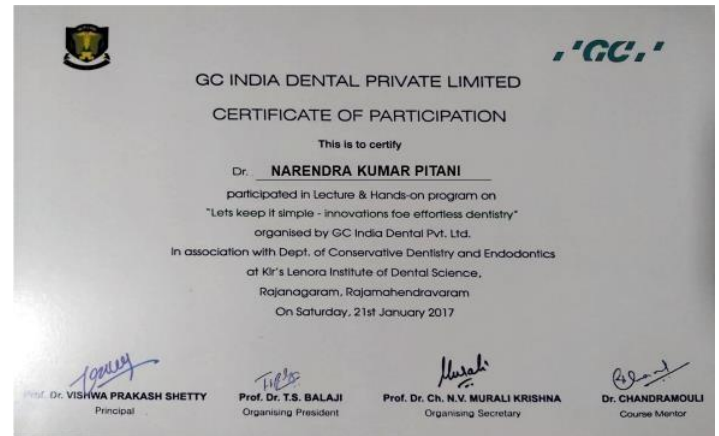 GC
GC INDIA DENTAL PRIVATE LIMITED
CERTIFICATE OF PARTICIPATION
This is to certify
Dr. NARENDRA KUMAR PITANI
participated in Lecture & Hands-on program on
"Lets keep it simple - innovations foe effortless dentistry"
organised by GC India Dental Pvt. Ltd.
In association with Dept. of Conservative Dentistry and Endodontics
at Klr's Lenora Institute of Dental Science,
Rajanagaram, Rajamahendravaram
On Saturday, 21st January 2017
Murali
Prof. Dr. VISHWA PRAKASH SHETTY Prof. Dr. T.S. BALAJI Prof. Dr. Ch. N.V. MURALI KRISHNA Dr. CHANDRAMOULI
Principal Organising President Organising Secretary Course Mentor